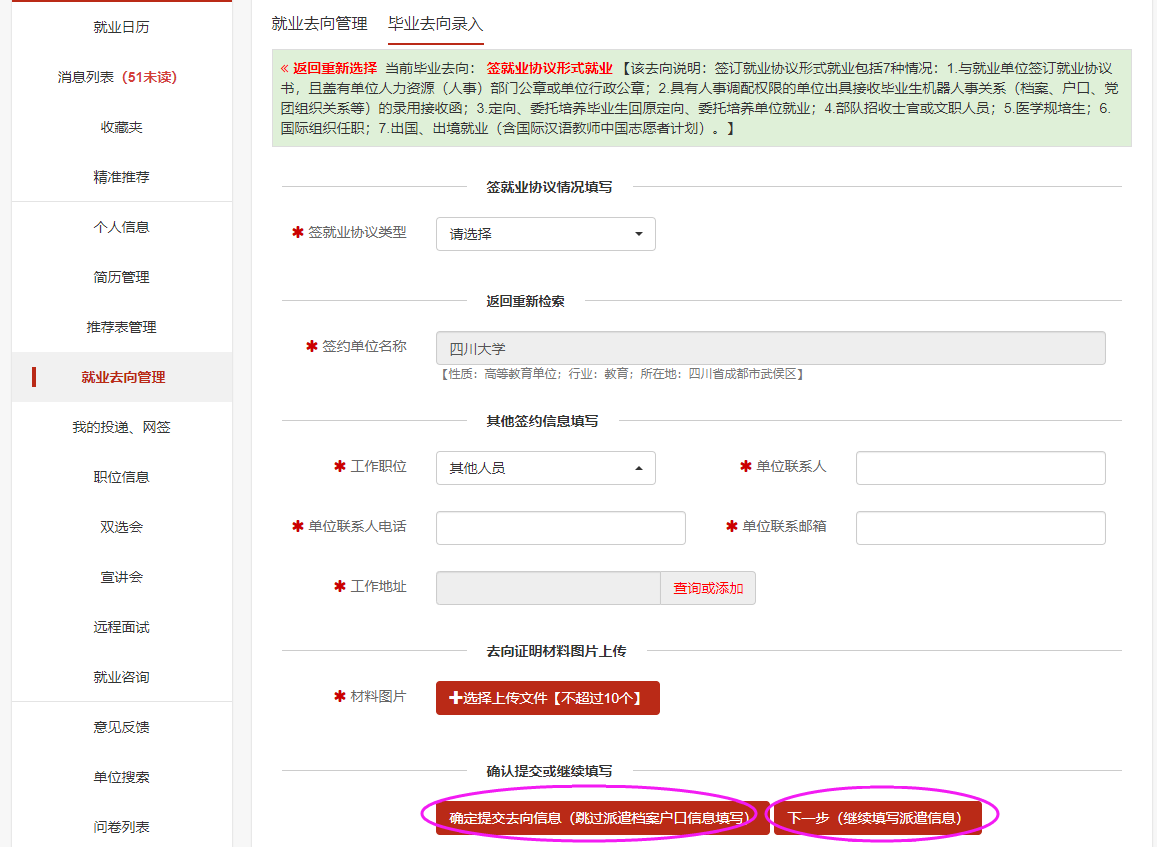 就业日历
消息列表（51未读）
收藏夹
精准推荐
个人信息
简历管理
推荐表管理
就业去向管理
我的投递、网签
职位信息
双选会
宣讲会
远程面试
就业咨询
意见反馈
单位搜索
问卷列表
就业去向管理 毕业去向录入
« 返回重新选择 当前毕业去向： 签就业协议形式就业 【该去向说明：签订就业协议形式就业包括7种情况：1.与就业单位签订就业协议
书，且盖有单位人力资源（人事）部门公章或单位行政公章；2.具有人事调配权限的单位出具接收毕业生机器人事关系（档案、户口、党
团组织关系等）的录用接收函；3.定向、委托培养毕业生回原定向、委托培养单位就业；4.部队招收士官或文职人员；5.医学规培生；6.
国际组织任职；7.出国、出境就业（含国际汉语教师中国志愿者计划）。】
签就业协议情况填写
✱ 签就业协议类型 请选择
返回重新检索
✱ 签约单位名称 四川大学
【性质：高等教育单位；行业：教育；所在地：四川省成都市武侯区】
其他签约信息填写
✱ 工作职位 其他人员 ✱ 单位联系人
✱ 单位联系人电话 ✱ 单位联系邮箱
✱ 工作地址 查询或添加
去向证明材料图片上传
✱ 材料图片 ✚选择上传文件【不超过10个】
确认提交或继续填写
确定提交去向信息（跳过派遣档案户口信息填写） 下一步（继续填写派遣信息）